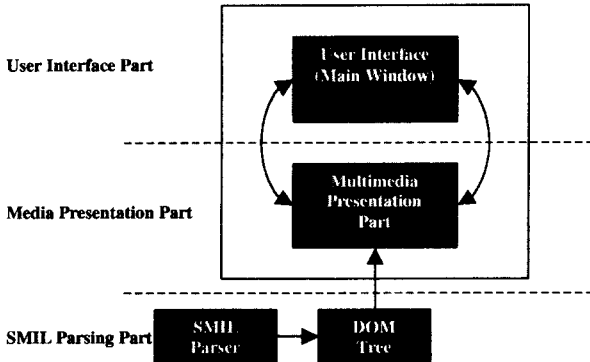 User Interface Part
User Interface
(Main Window)
Media Presentation Part
Multimedia
Presentation
Part
SMIL Parsing Part
SMIL
Parser
DOM
Tree